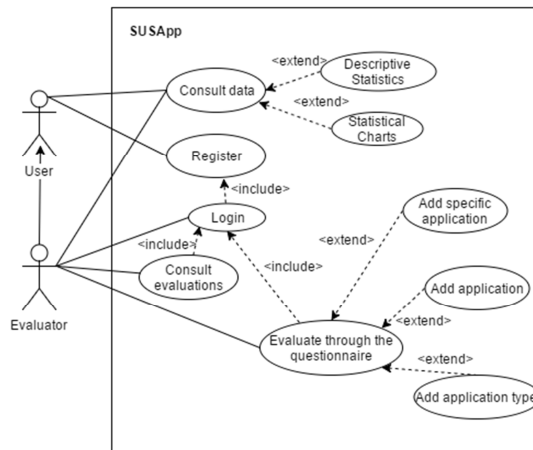 SUSApp
<extend>
Descriptive
Statistics
Consult data
<extend>
Statistical
Charts
User
Register
<include>
Login
Add specific
application
<include>
<extend>
<include>
Consult
evaluations
Add application
Evaluator
<extend>
Evaluate through the
questionnaire
<extend>
Add application type